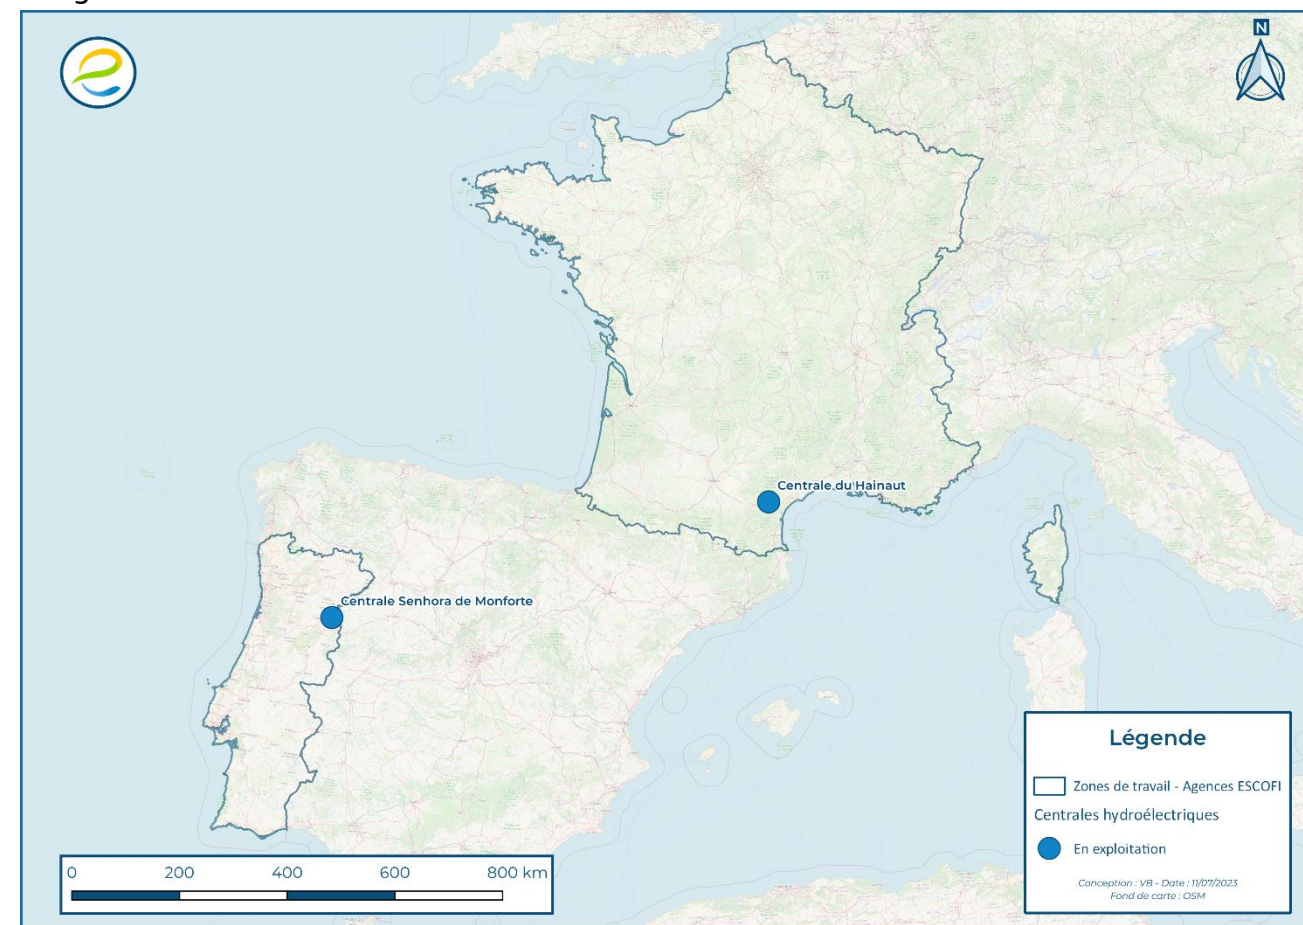 N
Centrale du Hainaut
Centrale Senhora de Monforte
Légende
Zones de travail - Agences ESCOFI
Centrales hydroélectriques
En exploitation
Conception : VB - Date : 11/07/2023
Fond de carte : OSM
0 200 400 600 800 km